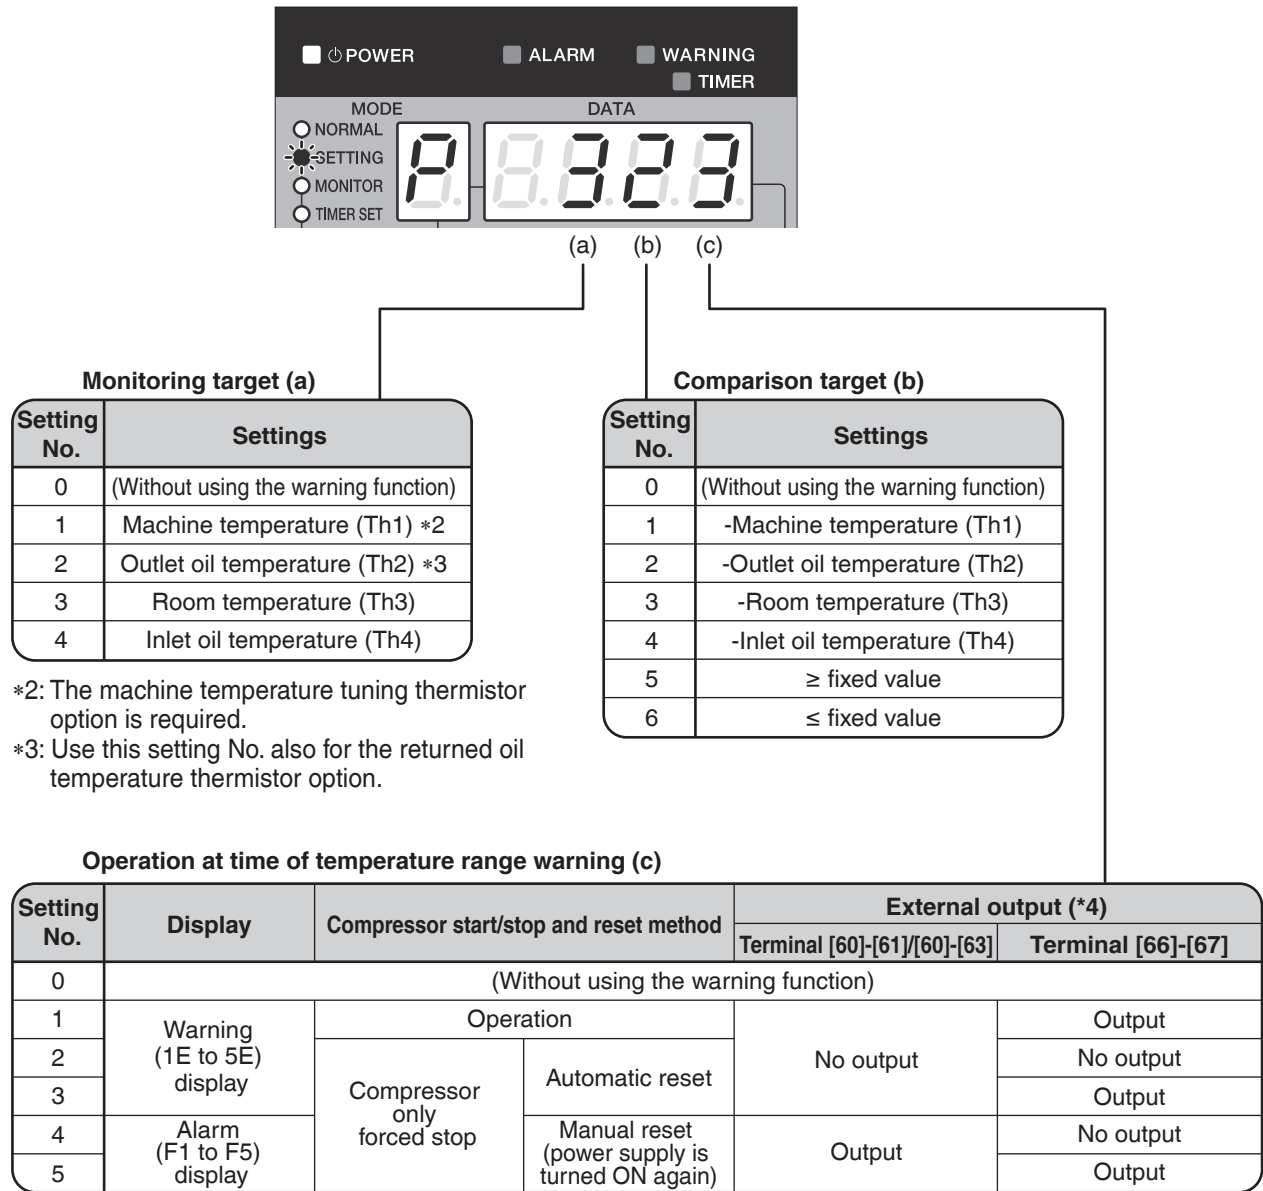 POWER ALARM WARNING
TIMER
MODE DATA
NORMAL
SETTING
MONITOR
TIMER SET
P. 323
(a) (b) (c)
Monitoring target (a)
Setting No. Settings
0 (Without using the warning function)
1 Machine temperature (Th1) *2
2 Outlet oil temperature (Th2) *3
3 Room temperature (Th3)
4 Inlet oil temperature (Th4)
*2: The machine temperature tuning thermistor
option is required.
*3: Use this setting No. also for the returned oil
temperature thermistor option.
Comparison target (b)
Setting No. Settings
0 (Without using the warning function)
1 -Machine temperature (Th1)
2 -Outlet oil temperature (Th2)
3 -Room temperature (Th3)
4 -Inlet oil temperature (Th4)
5 ≥ fixed value
6 ≤ fixed value
Operation at time of temperature range warning (c)
Setting No. Display Compressor start/stop and reset method External output (*4)
Terminal [60]-[61]/[60]-[63] Terminal [66]-[67]
0 (Without using the warning function)
1 Warning (1E to 5E) display Operation No output Output
2 Compressor only forced stop Automatic reset No output
3 Output
4 Alarm (F1 to F5) display Manual reset (power supply is turned ON again) Output No output
5 Output